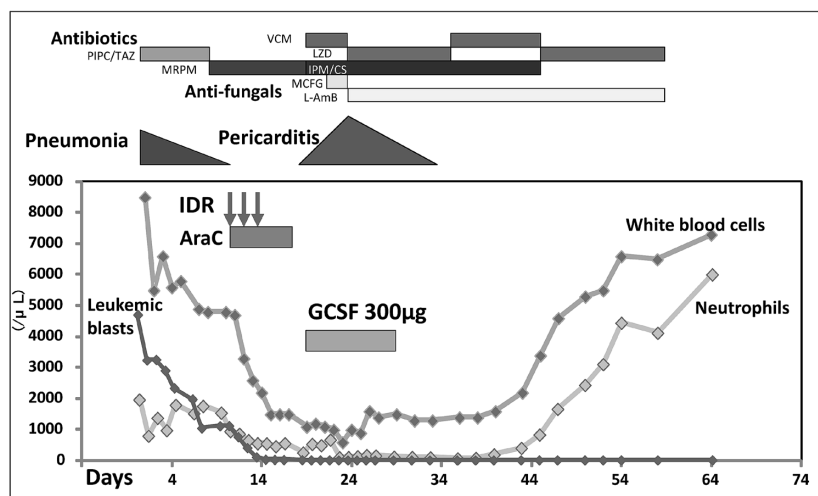 Antibiotics
PIPC/TAZ
VCM
LZD
MRPM
IPM/CS
MCFG
Anti-fungals
L-AmB
Pneumonia
Pericarditis
9000
8000
7000
6000
5000
4000
3000
2000
1000
0
(/μ L)
IDR
AraC
White blood cells
Leukemic
blasts
GCSF 300μg
Neutrophils
Days
4
14
24
34
44
54
64
74